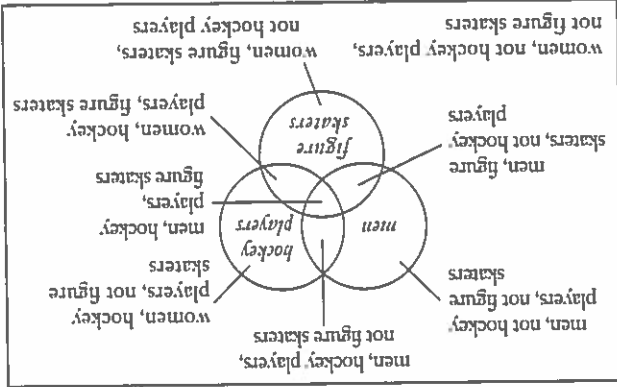 men, hockey players,
not figure skaters
men, not hockey
players, not figure
skaters
women, hockey
players, not figure
skaters
men
hockey
players
men, hockey
players,
figure skaters
men, figure
skaters, not, hockey
players
figure
skaters
women, hockey
players, figure skaters
women, not, hockey players,
not figure skaters
women, figure skaters,
not hockey players